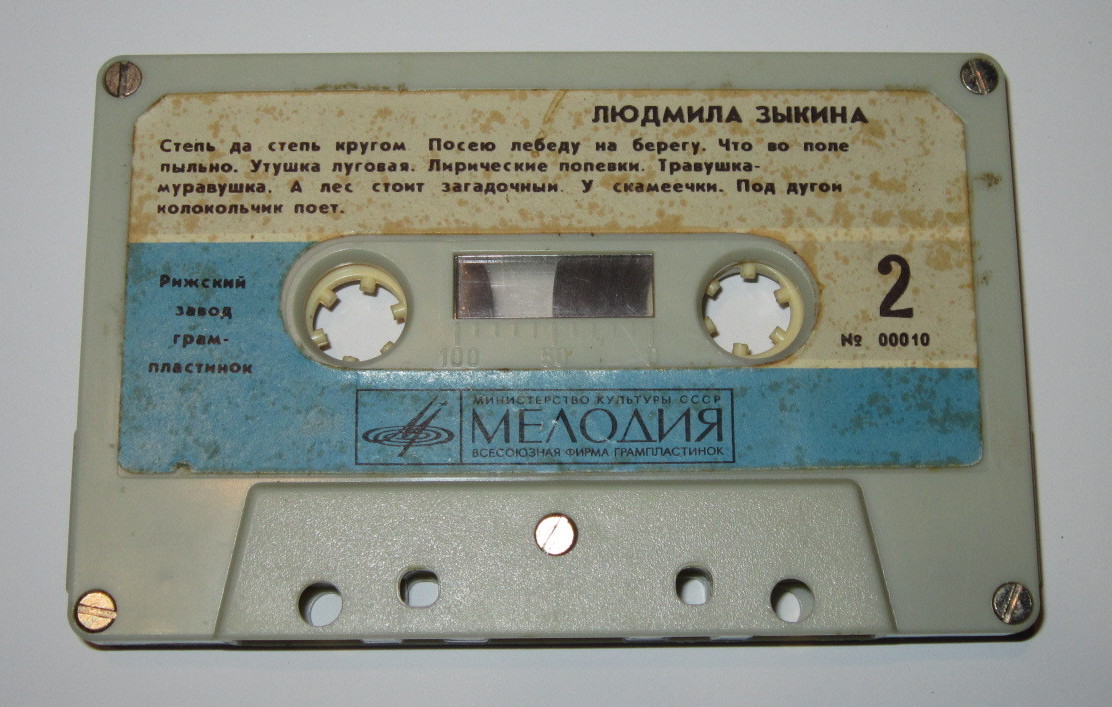 ЛЮДМИЛА ЗЫКИНА
Степь да степь кругом. Посею лебеду на берегу. Что во поле
пыльно. Утушка луговая. Лирические попевки. Травушка-
муравушка. А лес стоит загадочный. У скамеечки. Под дугой
колокольчик поет.
Рижский
завод
грам-
пластинок
2
№ 00010
100 50 0
МИНИСТЕРСТВО КУЛЬТУРЫ СССР
МЕЛОДИЯ
ВСЕСОЮЗНАЯ ФИРМА ГРАМПЛАСТИНОК